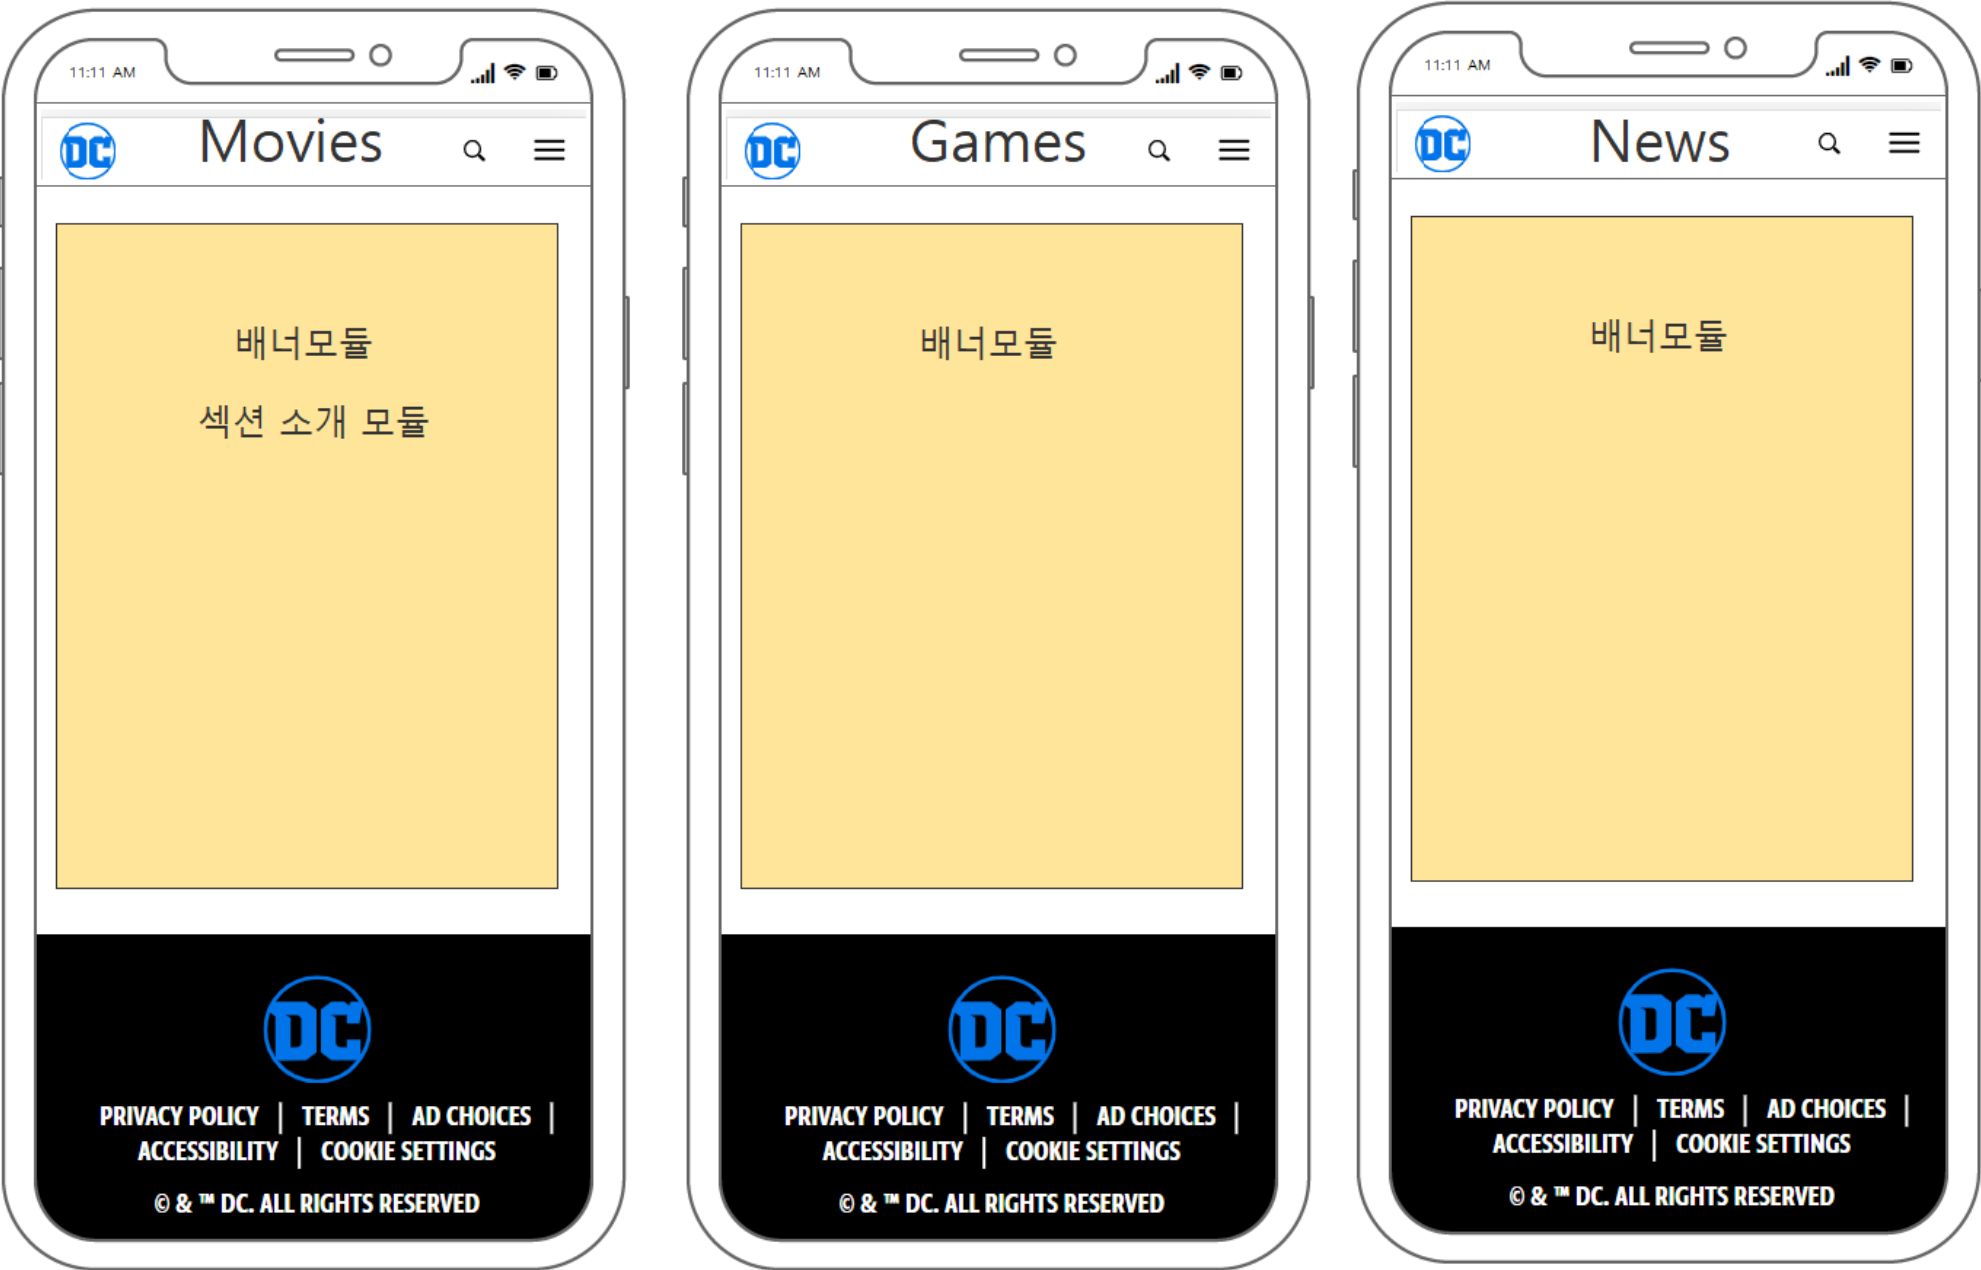 11:11 AM
DC
Movies
배너모듈
섹션 소개 모듈
DC
PRIVACY POLICY | TERMS | AD CHOICES |
ACCESSIBILITY | COOKIE SETTINGS
© & ™ DC. ALL RIGHTS RESERVED
11:11 AM
DC
Games
배너모듈
DC
PRIVACY POLICY | TERMS | AD CHOICES |
ACCESSIBILITY | COOKIE SETTINGS
© & ™ DC. ALL RIGHTS RESERVED
11:11 AM
DC
News
배너모듈
DC
PRIVACY POLICY | TERMS | AD CHOICES |
ACCESSIBILITY | COOKIE SETTINGS
© & ™ DC. ALL RIGHTS RESERVED